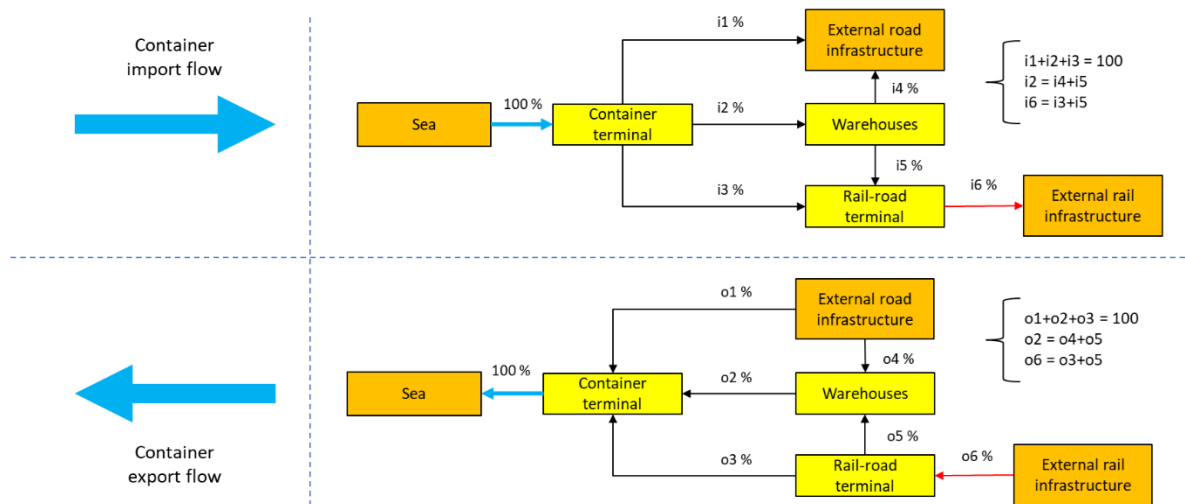 Container
import flow
Sea
100 %
Container
terminal
i1 %
i2 %
i3 %
External road
infrastructure
i4 %
Warehouses
i5 %
Rail-road
terminal
i6 %
External rail
infrastructure
i1+i2+i3 = 100
i2 = i4+i5
i6 = i3+i5
Container
export flow
Sea
100 %
Container
terminal
o1 %
o2 %
o3 %
External road
infrastructure
o4 %
Warehouses
o5 %
Rail-road
terminal
o6 %
External rail
infrastructure
o1+o2+o3 = 100
o2 = o4+o5
o6 = o3+o5